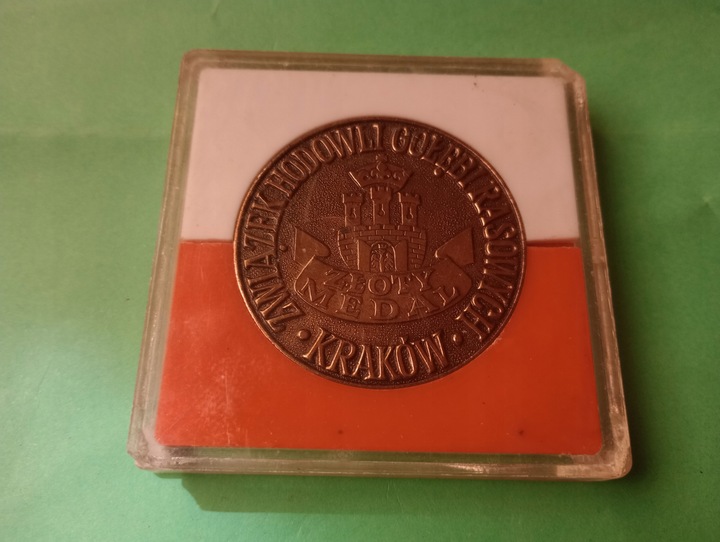 ZWIĄZEK HODOWLI GOŁĘBI RASOWYCH
ZŁOTY
MEDAL
• KRAKÓW •